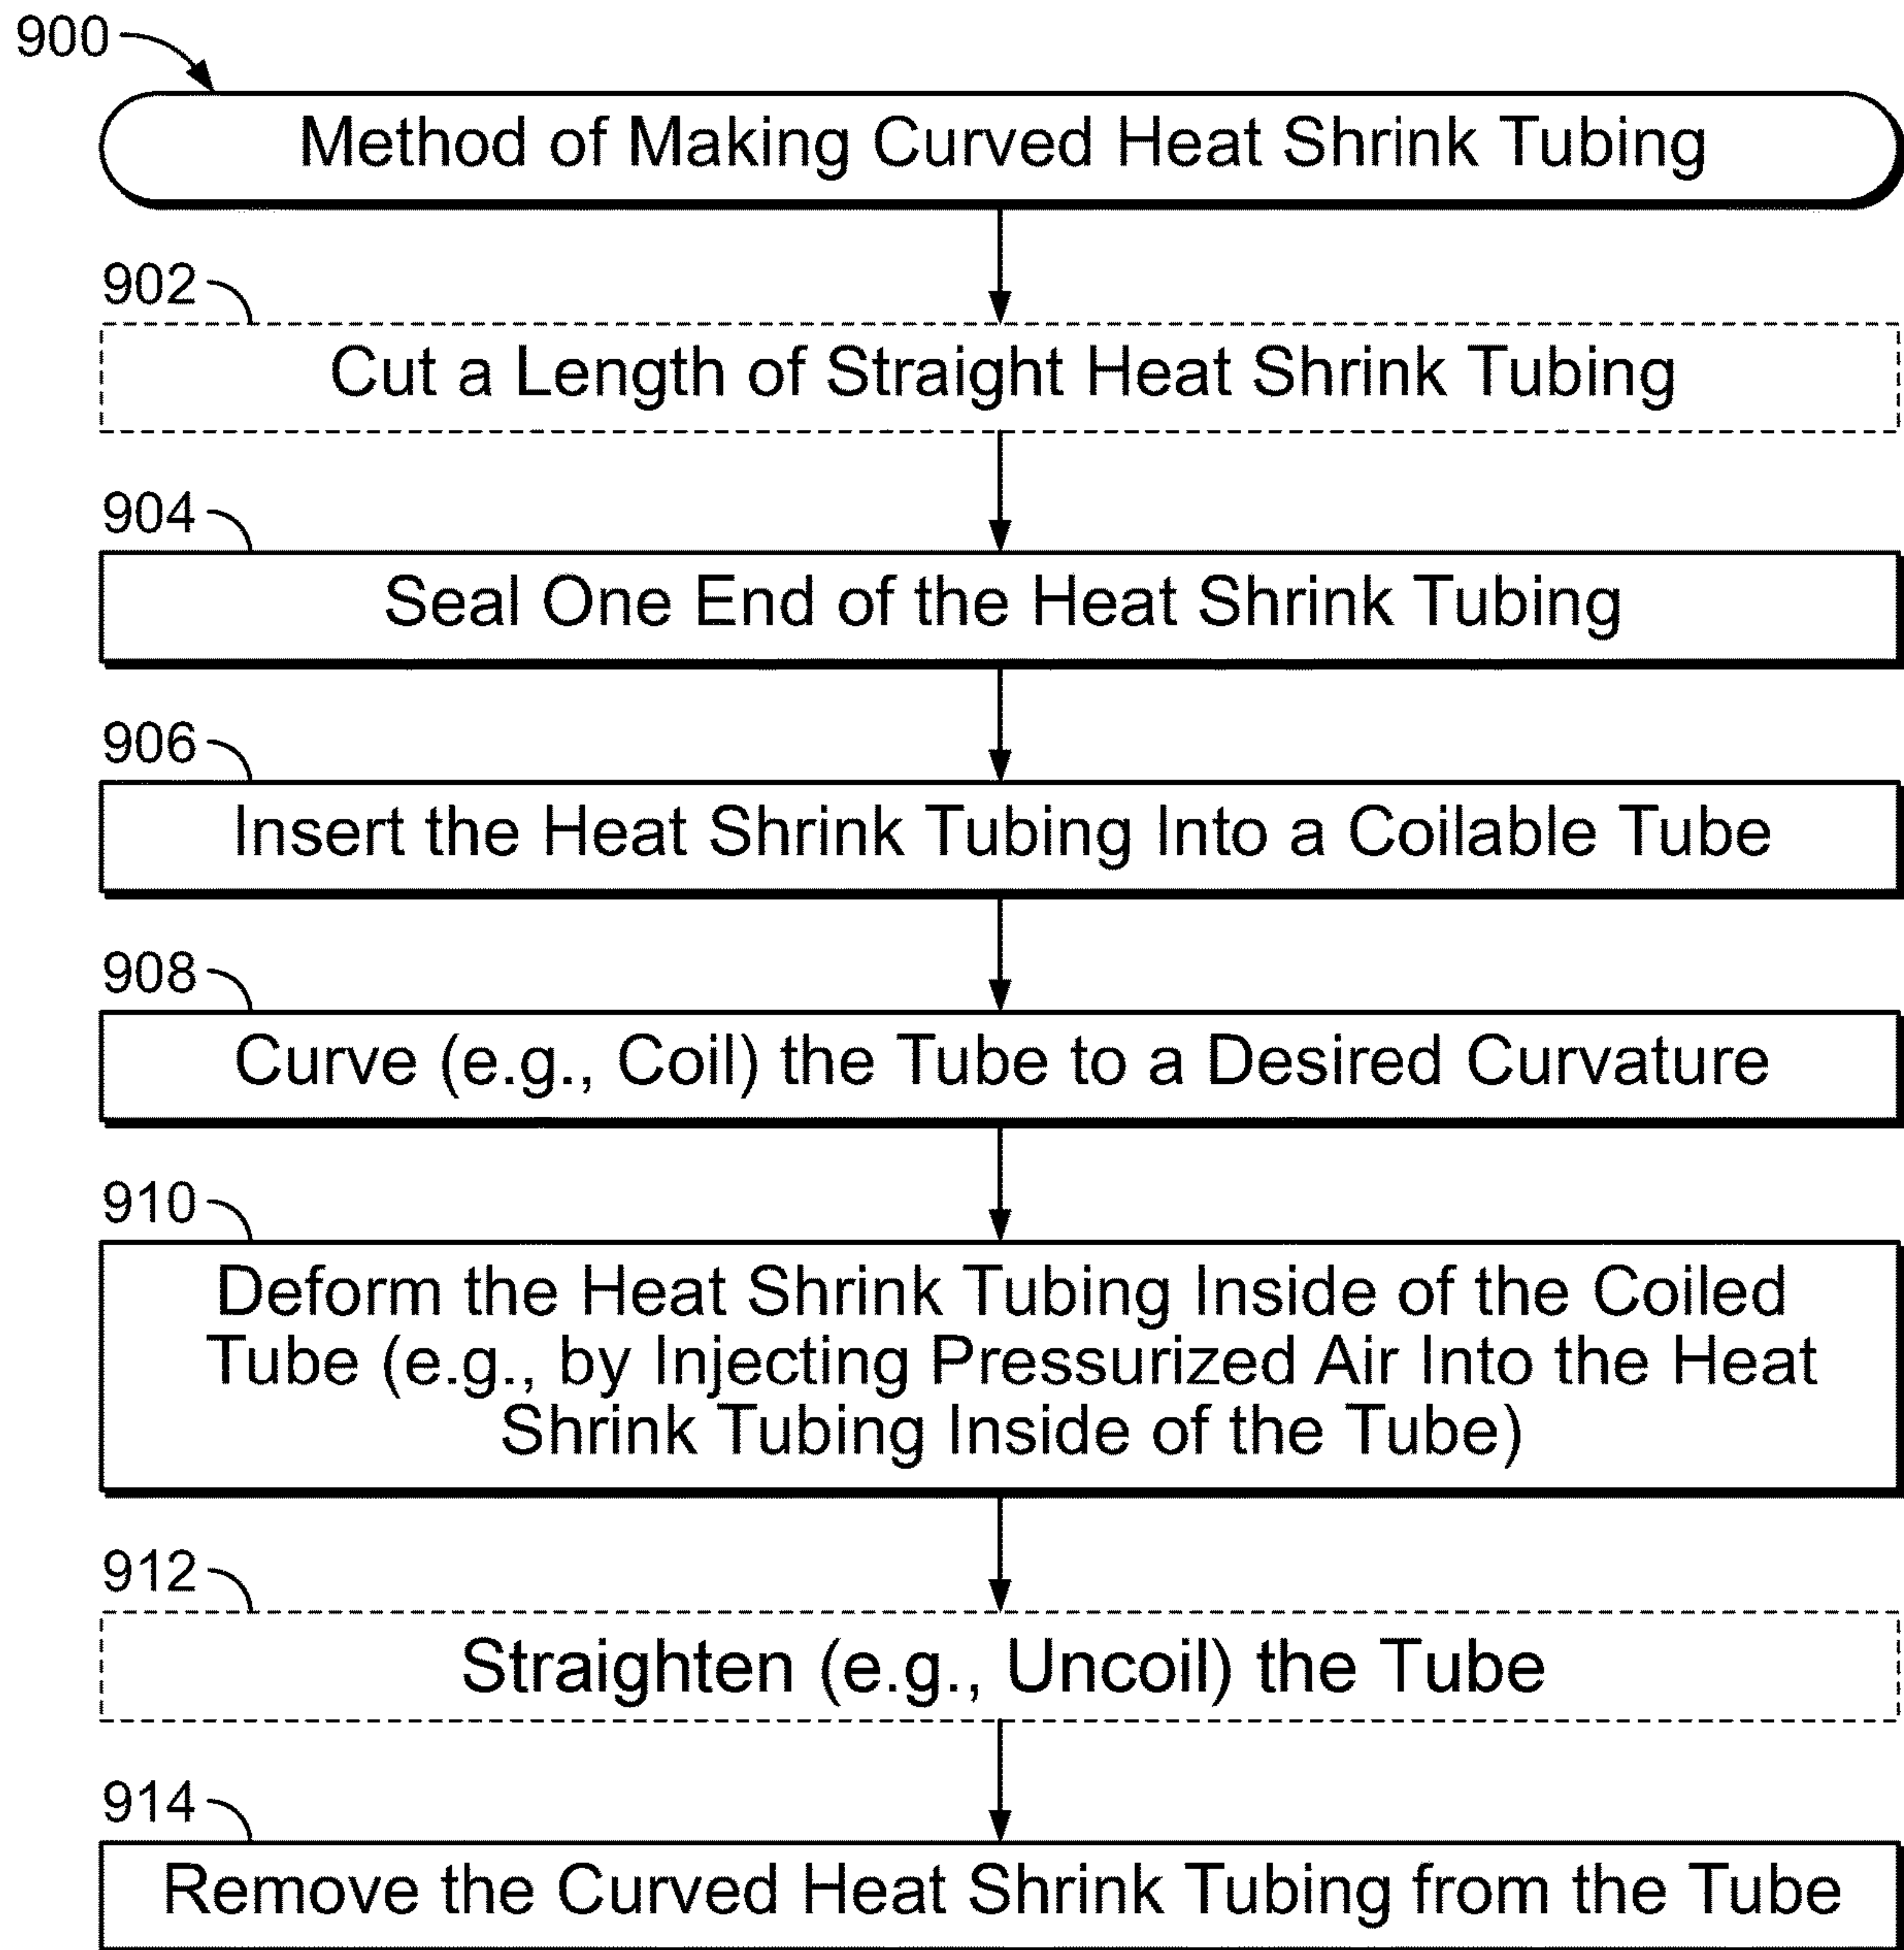 900
Method of Making Curved Heat Shrink Tubing
902
Cut a Length of Straight Heat Shrink Tubing
904
Seal One End of the Heat Shrink Tubing
906
Insert the Heat Shrink Tubing Into a Coilable Tube
908
Curve (e.g., Coil) the Tube to a Desired Curvature
910
Deform the Heat Shrink Tubing Inside of the Coiled
Tube (e.g., by Injecting Pressurized Air Into the Heat
Shrink Tubing Inside of the Tube)
912
Straighten (e.g., Uncoil) the Tube
914
Remove the Curved Heat Shrink Tubing from the Tube